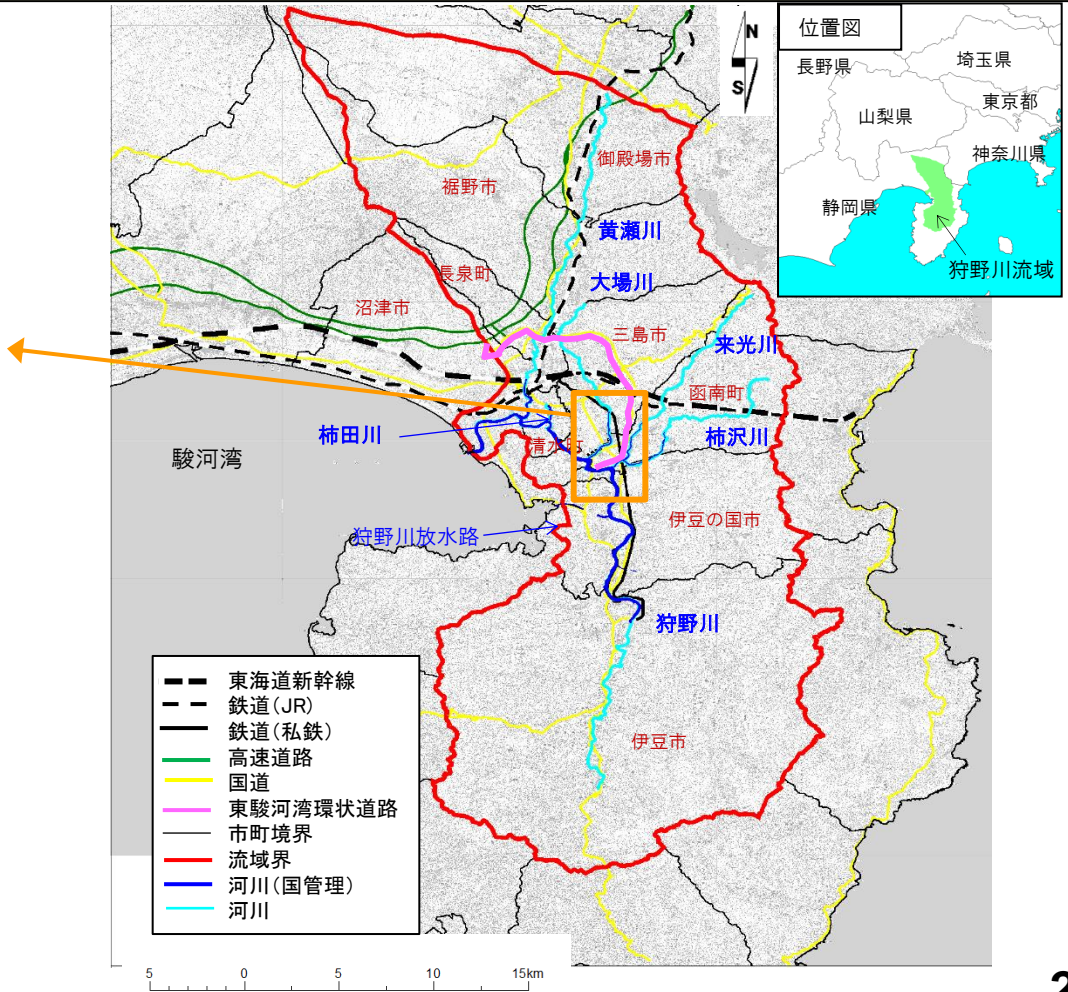 N
S
位置図
長野県
埼玉県
山梨県
東京都
神奈川県
静岡県
狩野川流域
御殿場市
裾野市
黄瀬川
大場川
長泉町
沼津市
三島市
来光川
函南町
柿田川
清水町
柿沢川
駿河湾
伊豆の国市
狩野川放水路
狩野川
伊豆市
東海道新幹線
鉄道(JR)
鉄道(私鉄)
高速道路
国道
東駿河湾環状道路
市町境界
流域界
河川(国管理)
河川
5 0 5 10 15km
2